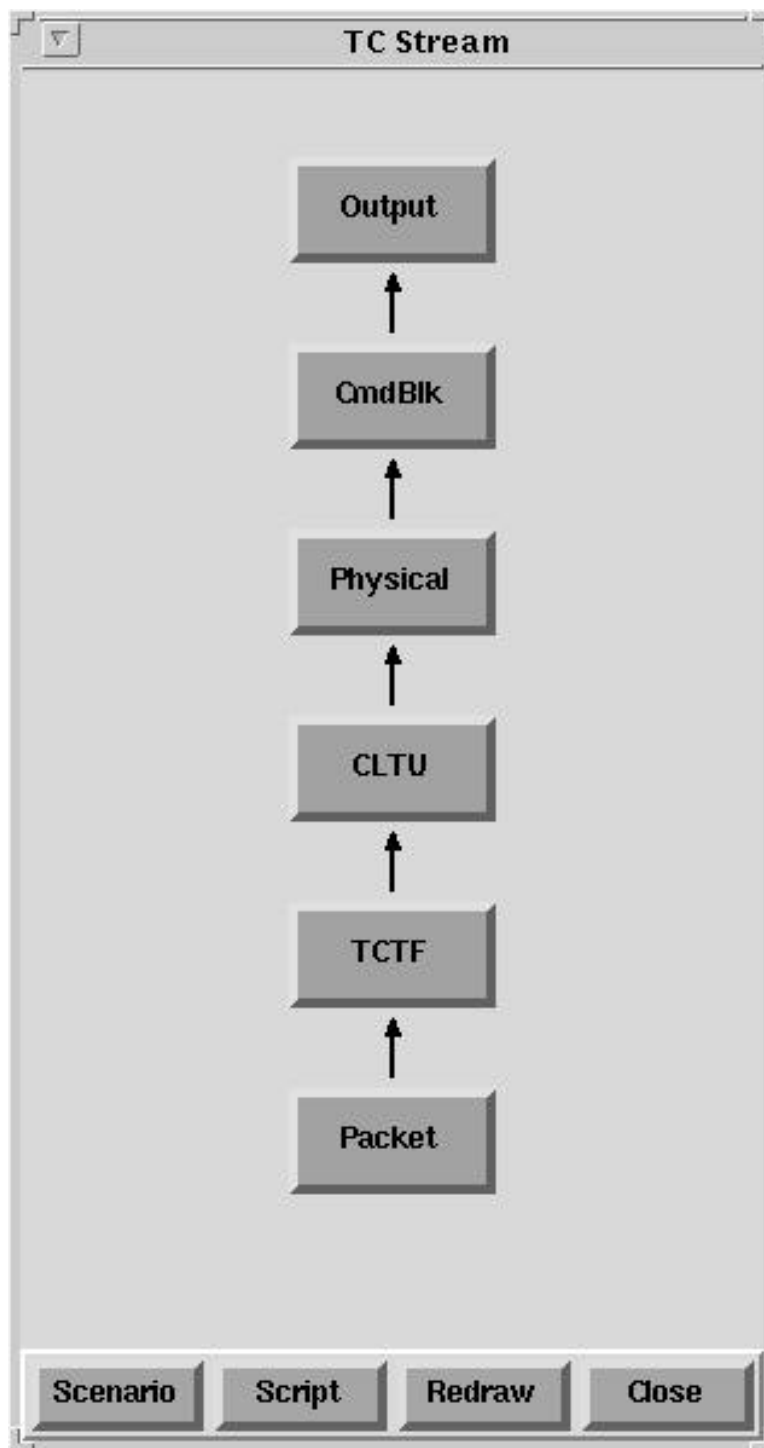 TC Stream
Output
CmdBlk
Physical
CLTU
TCTF
Packet
Scenario Script Redraw Close